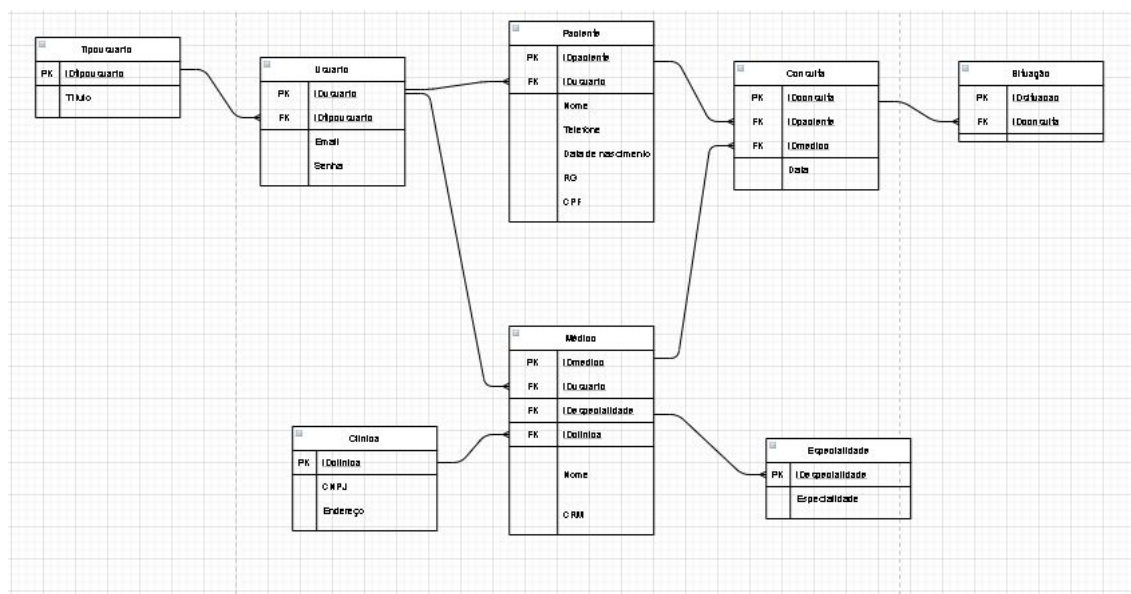 Tipousuario
PK IDtipousuario
Titulo
Usuario
PK IDusuario
FK IDtipousuario
Email
Senha
Paciente
PK IDpaciente
FK IDusuario
Nome
Telefone
Data de nascimento
RG
CPF
Consulta
PK IDconsulta
FK IDpaciente
FK IDmedico
Data
Situação
PK IDsituacao
FK IDconsulta
Médico
PK IDmedico
FK IDusuario
FK IDespecialidade
FK IDclinica
Nome
CRM
Clinica
PK IDclinica
CNPJ
Endereço
Especialidade
PK IDespecialidade
Especialidade